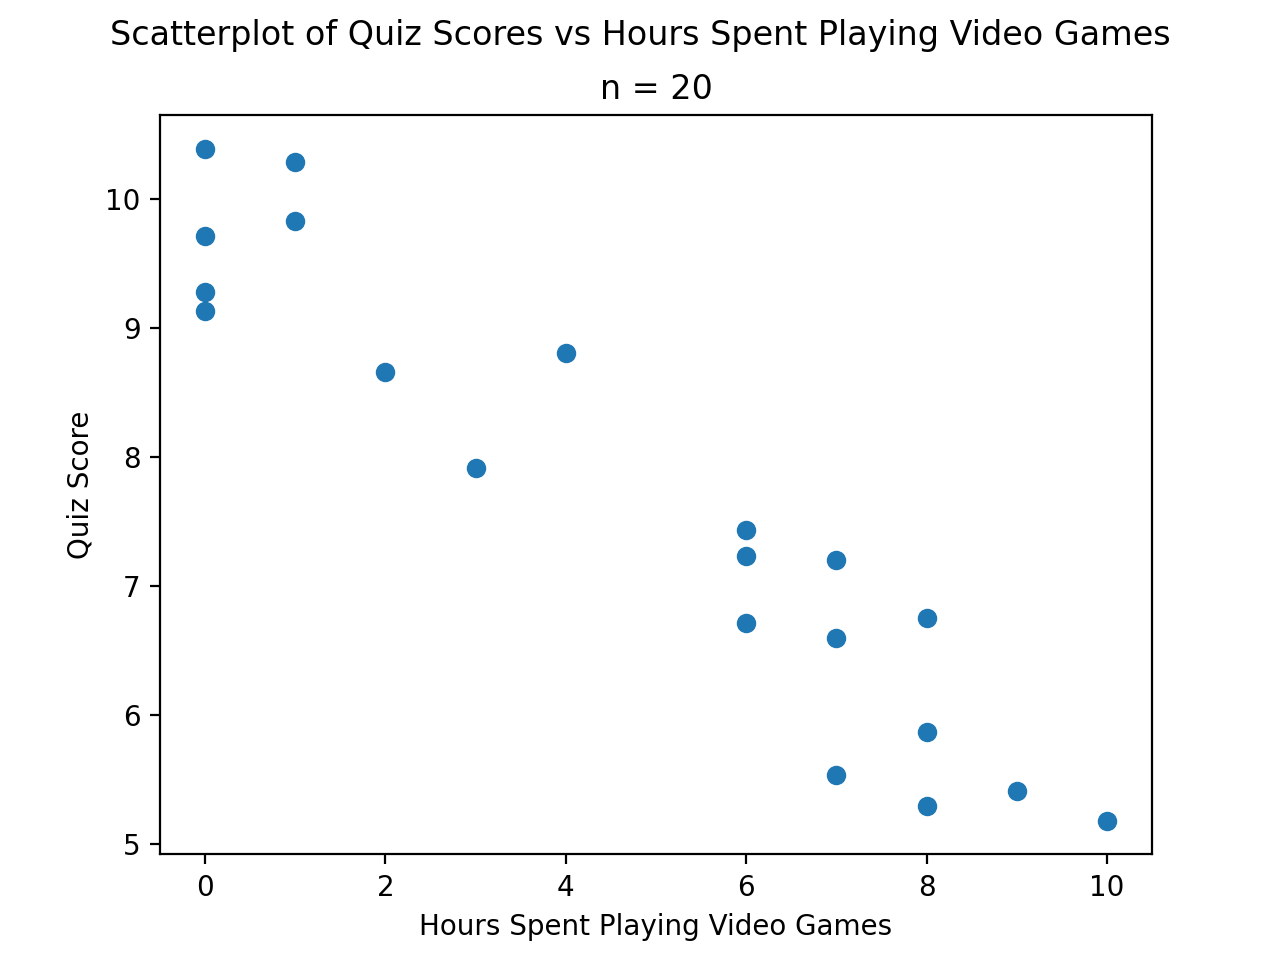 Scatterplot of Quiz Scores vs Hours Spent Playing Video Games
n = 20
10
9
8
7
6
5
Quiz Score
0 2 4 6 8 10
Hours Spent Playing Video Games